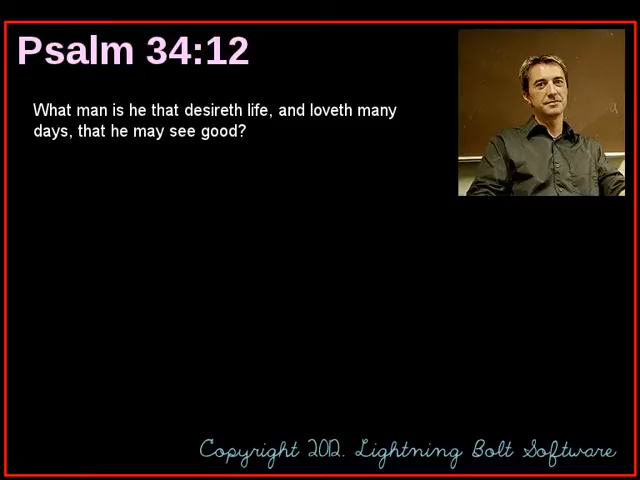 Psalm 34:12
What man is he that desireth life, and loveth many
days, that he may see good?
Copyright 2012. Lightning Bolt Software